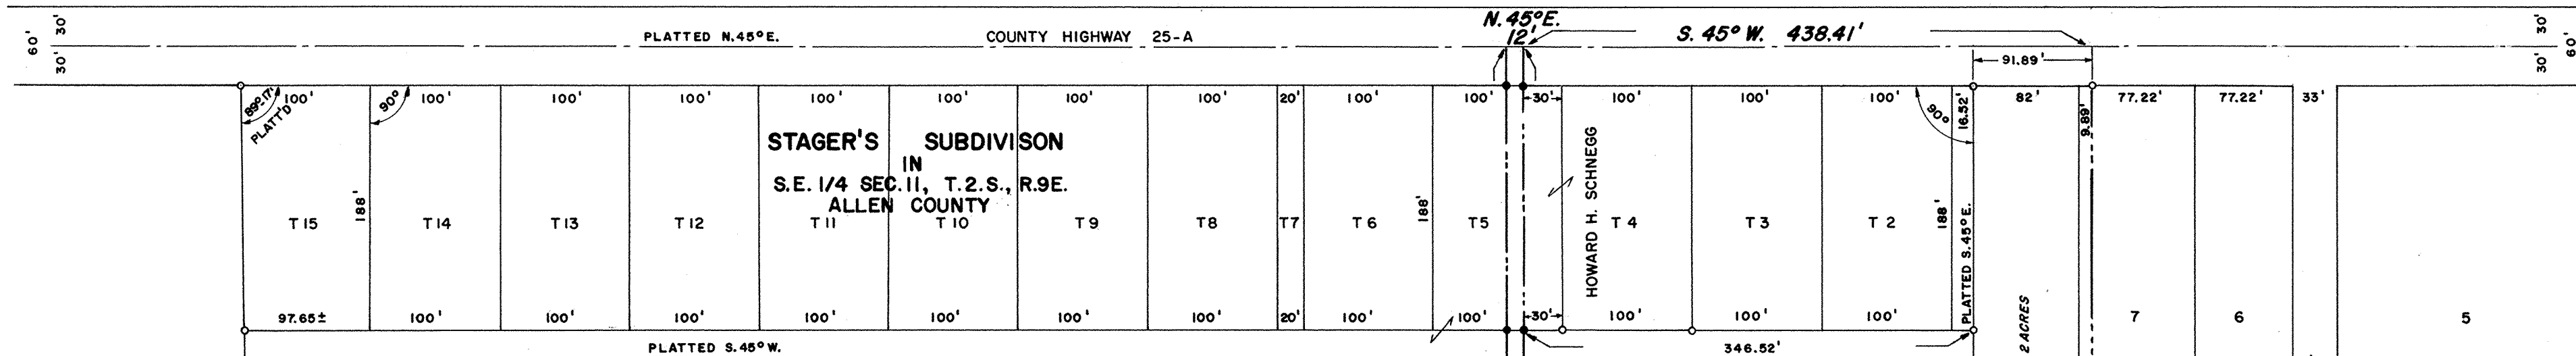 60'
30'
30'
PLATTED N.45°E.
COUNTY HIGHWAY 25-A
N.45°E.
12'
S.45° W. 438.41'
91.89'
30'
30'
60'
89°17'
PLATT'D
100'
90°
100'
100'
100'
100'
100'
100'
100'
20'
100'
100'
30'
100'
100'
100'
90°
16.52'
82'
9.89'
77.22'
77.22'
33'
STAGER'S SUBDIVISON
IN
S.E. 1/4 SEC.11, T.2.S., R.9E.
ALLEN COUNTY
HOWARD H. SCHNEGG
T 15
188'
T 14
T 13
T 12
T 11
T 10
T 9
T 8
T 7
T 6
188'
T 5
T 4
T 3
T 2
188'
PLATTED S.45°E.
2 ACRES
97.65±
100'
100'
100'
100'
100'
100'
100'
20'
100'
100'
30'
100'
100'
100'
7
6
5
PLATTED S.45°W.
346.52'